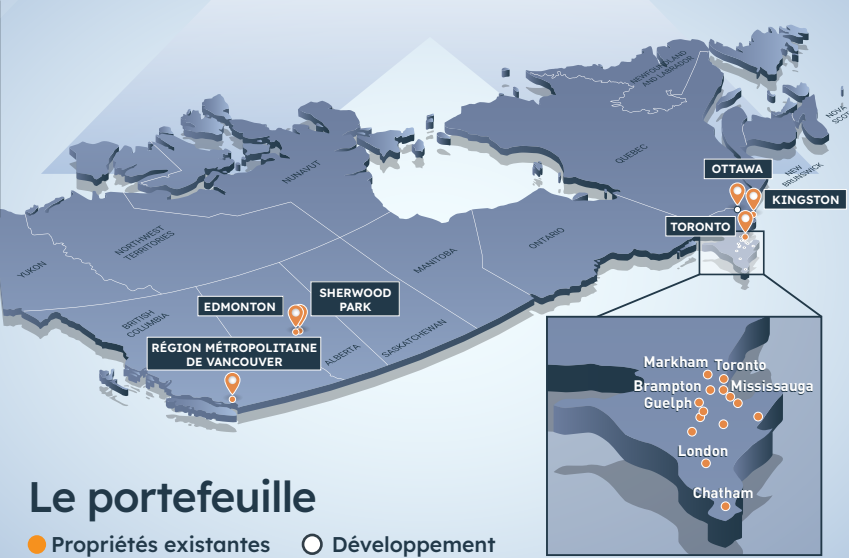 NEWFOUNDLAND
AND LABRADOR
NOVA
SCOT
QUEBEC
NEW
BRUNSWICK
NUNAVUT
OTTAWA
KINGSTON
TORONTO
ONTARIO
MANITOBA
NORTHWEST
TERRITORIES
YUKON
SHERWOOD
PARK
EDMONTON
BRITISH
COLUMBIA
ALBERTA
SASKATCHEWAN
RÉGION MÉTROPOLITAINE
DE VANCOUVER
Markham Toronto
Brampton Mississauga
Guelph
London
Chatham
Le portefeuille
Propriétés existantes Développement